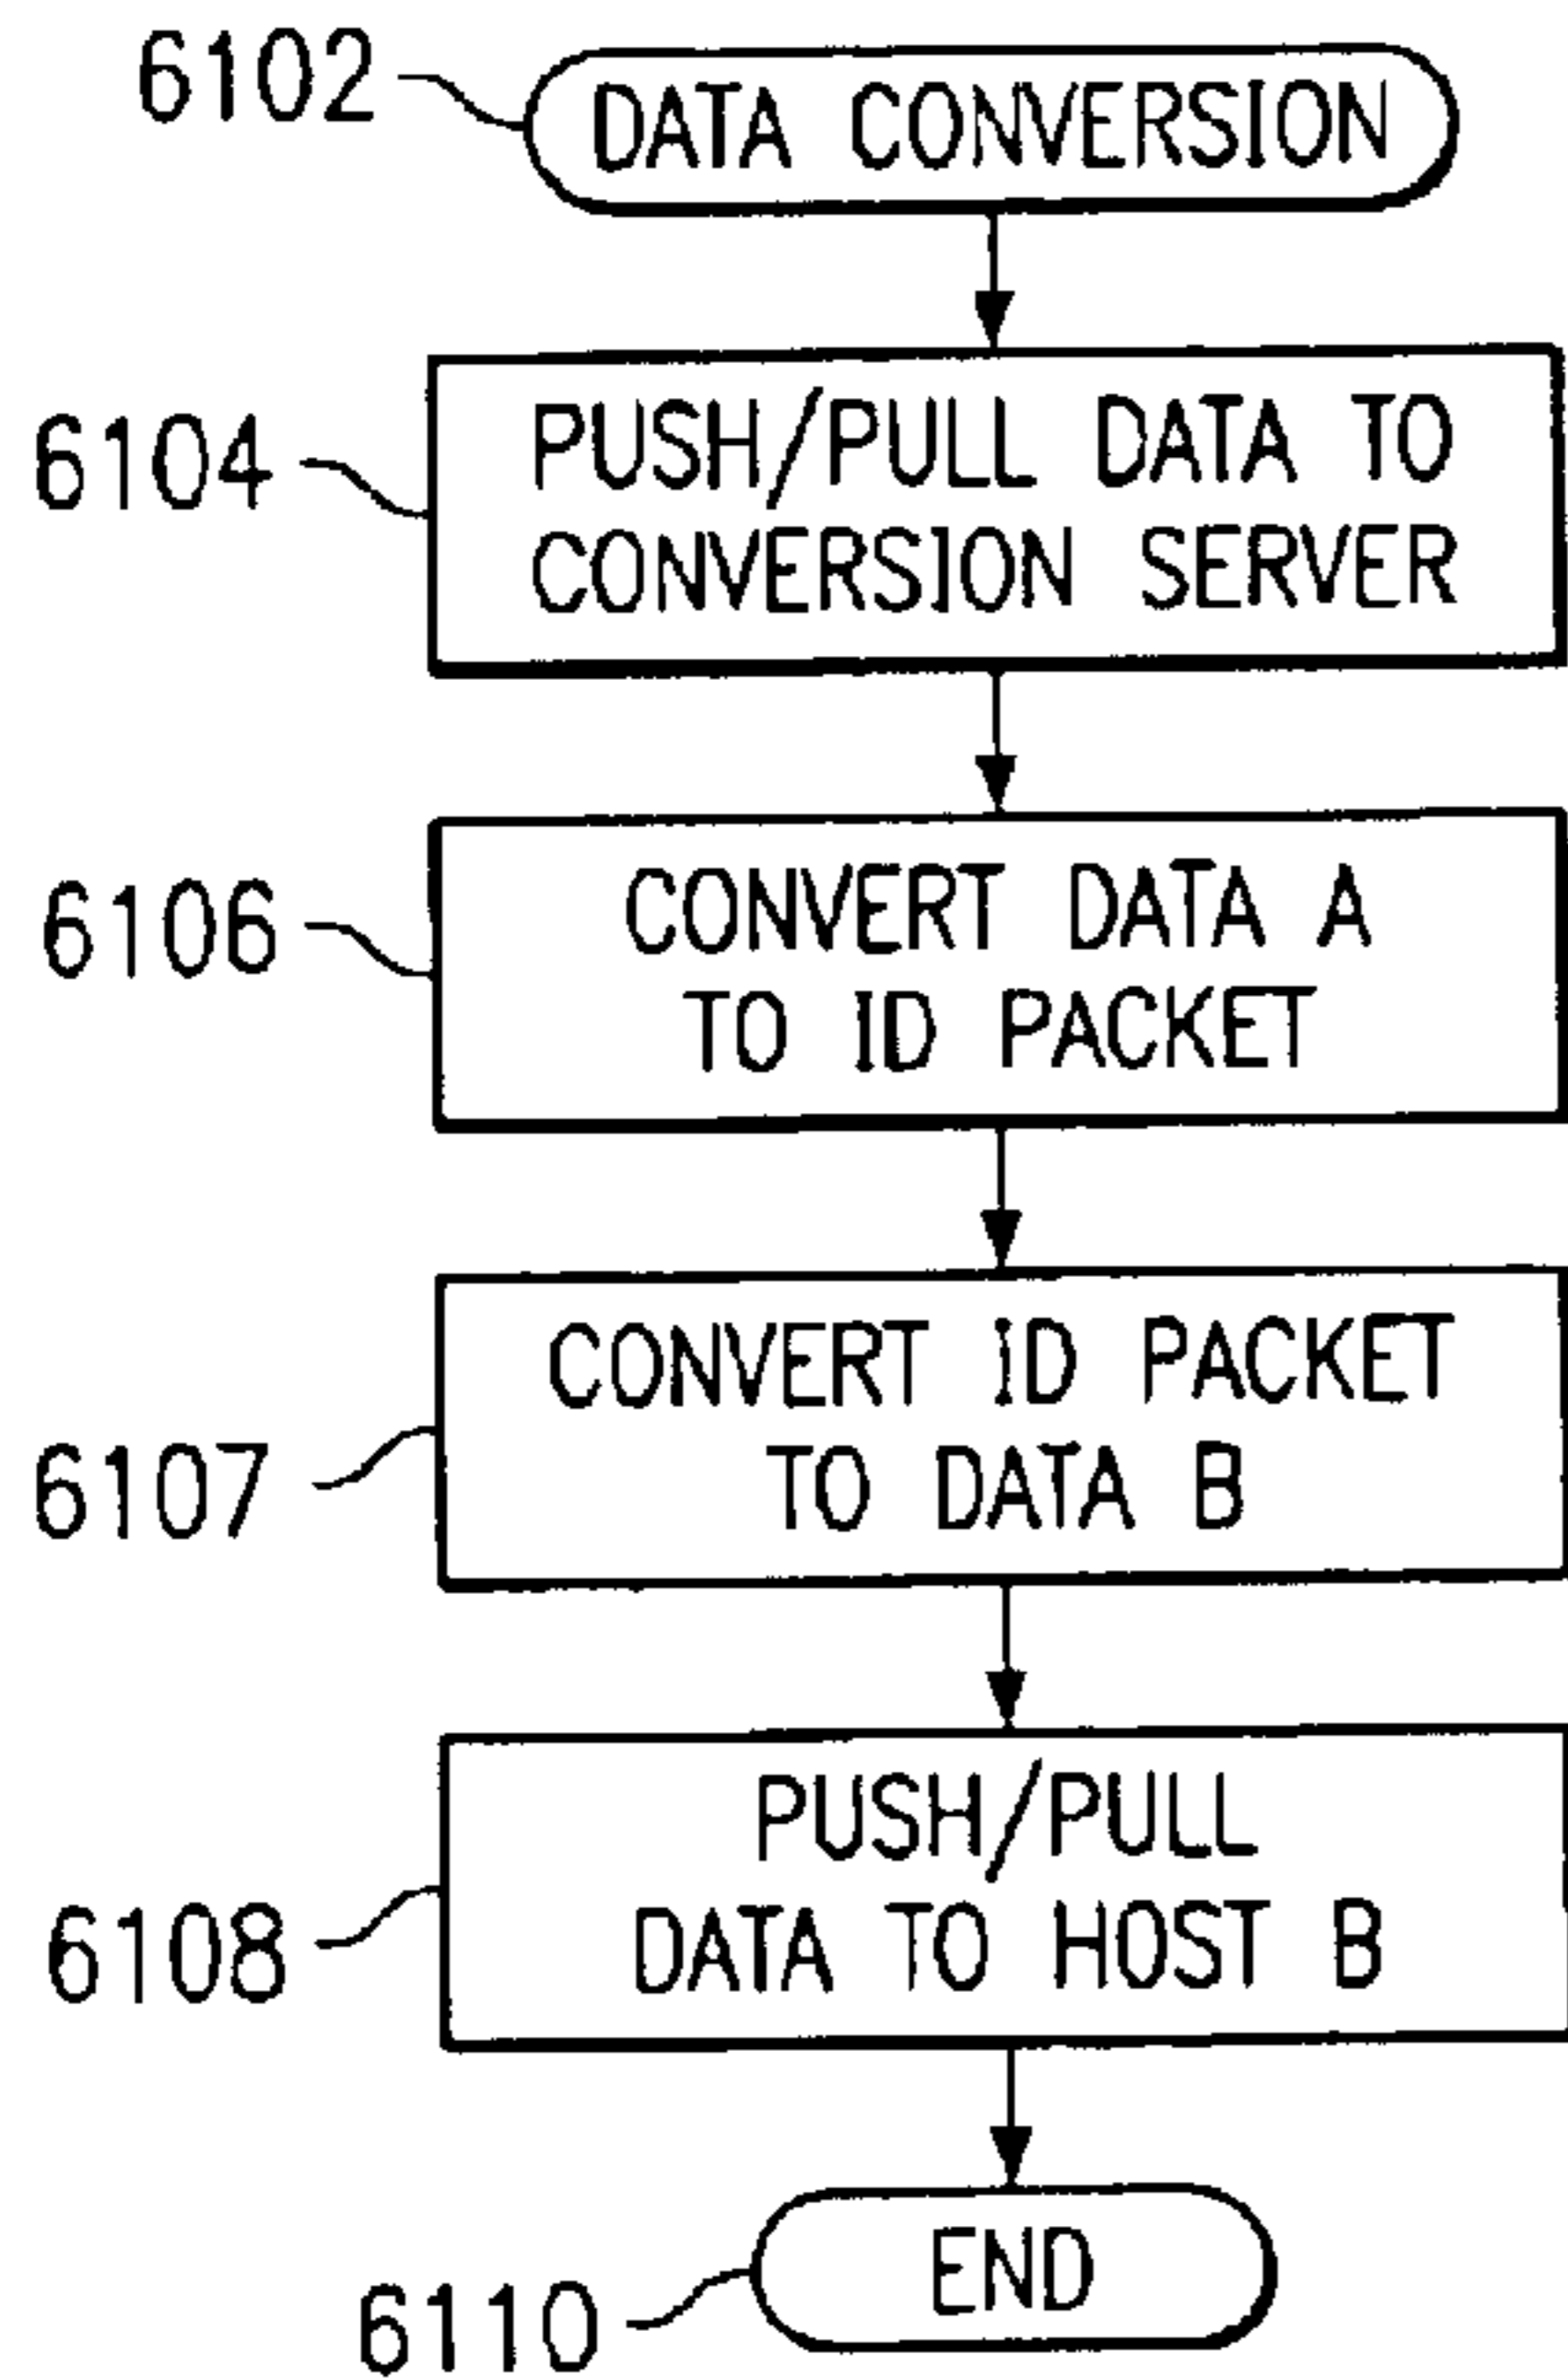 6102
DATA CONVERSION
6104
PUSH/PULL DATA TO
CONVERSION SERVER
6106
CONVERT DATA A
TO ID PACKET
6107
CONVERT ID PACKET
TO DATA B
6108
PUSH/PULL
DATA TO HOST B
6110
END